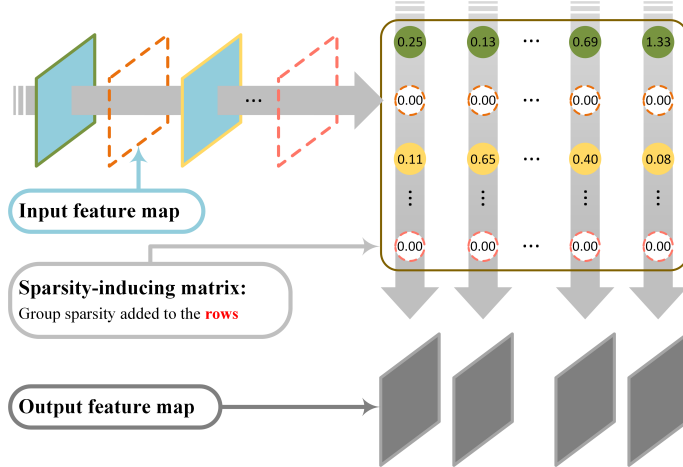 0.25 0.13 ... 0.69 1.33
0.00 0.00 0.00 0.00
...
0.11 0.65 ... 0.40 0.08
⋮ ⋮ ⋮ ⋮
Input feature map
0.00 0.00 ... 0.00 0.00
Sparsity-inducing matrix:
Group sparsity added to the rows
Output feature map